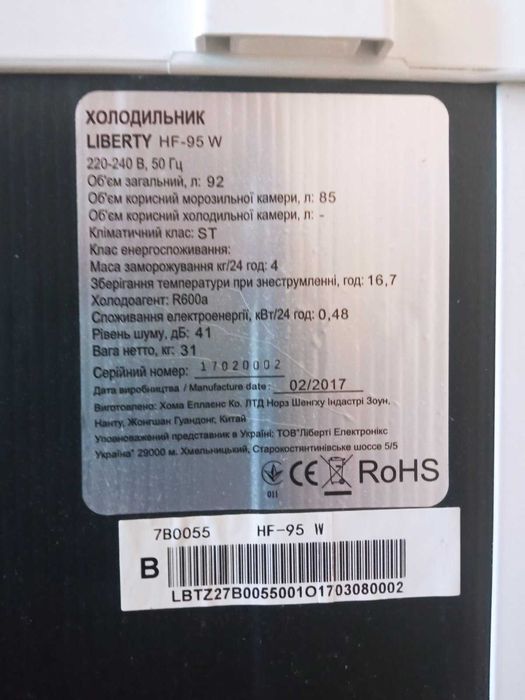 ХОЛОДИЛЬНИК
LIBERTY HF-95 W
220-240 В, 50 Гц
Об'єм загальний, л: 92
Об'єм корисний морозильної камери, л: 85
Об'єм корисний холодильної камери, л: -
Кліматичний клас: ST
Клас енергоспоживання:
Маса заморожування кг/24 год: 4
Зберігання температури при знеструмленні, год: 16,7
Холодоагент: R600a
Споживання електроенергії, кВт/24 год: 0,48
Рівень шуму, дБ: 41
Вага нетто, кг: 31
Серійний номер: 17020002
Дата виробництва / Manufacture date: 02/2017
Виготовлено: Хома Епплаєнс Ко. ЛТД Норз Шенгху Індастрі Зоун,
Нанту, Жонгшан Гуандонг, Китай
Уповноважений представник в Україні: ТОВ"Ліберті Електронікс
Україна" 29000 м. Хмельницький, Старокостянтинівське шоссе 5/5
CE RoHS
011
7B0055 HF-95 W
B
LBTZ27B0055001O1703080002